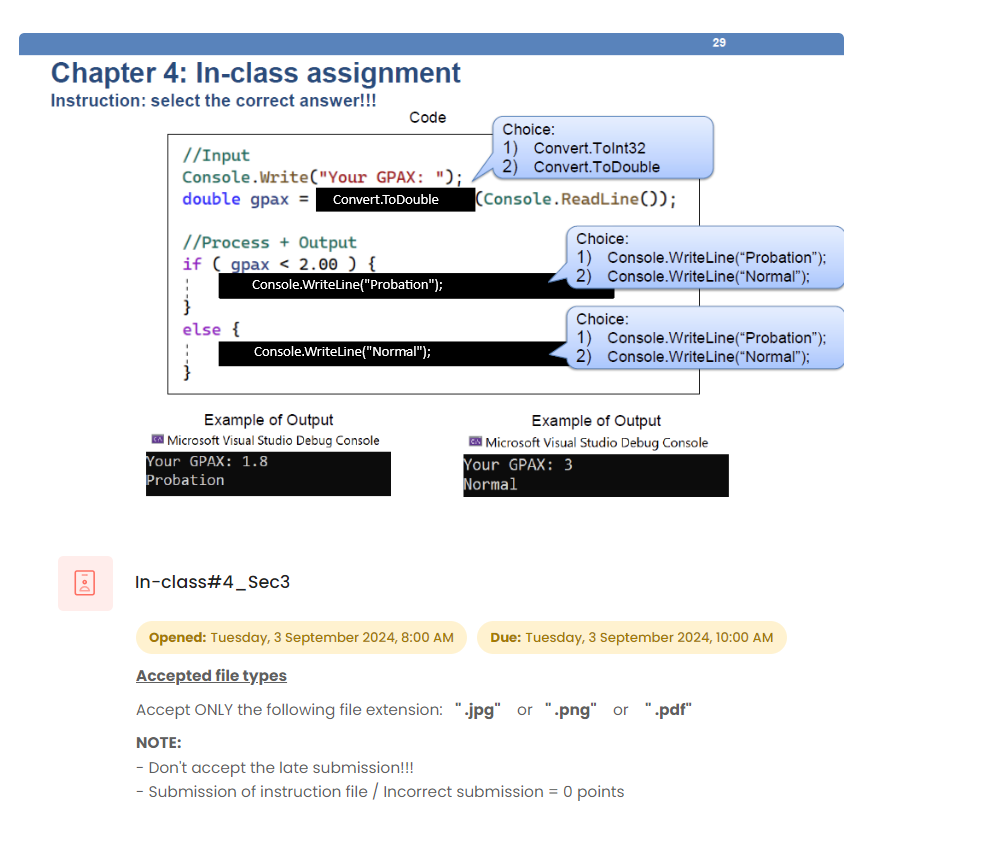 29
Chapter 4: In-class assignment
Instruction: select the correct answer!!!
Code
Choice:
1) Convert.ToInt32
2) Convert.ToDouble
//Input
Console.Write("Your GPAX: ");
double gpax = Convert.ToDouble (Console.ReadLine());
//Process + Output
if ( gpax < 2.00 ) {
Console.WriteLine("Probation");
}
Choice:
1) Console.WriteLine(“Probation”);
2) Console.WriteLine(“Normal”);
else {
Console.WriteLine("Normal");
}
Choice:
1) Console.WriteLine(“Probation”);
2) Console.WriteLine(“Normal”);
Example of Output
Microsoft Visual Studio Debug Console
Your GPAX: 1.8
Probation
Example of Output
Microsoft Visual Studio Debug Console
Your GPAX: 3
Normal
In-class#4_Sec3
Opened: Tuesday, 3 September 2024, 8:00 AM
Due: Tuesday, 3 September 2024, 10:00 AM
Accepted file types
Accept ONLY the following file extension: ".jpg" or ".png" or ".pdf"
NOTE:
- Don't accept the late submission!!!
- Submission of instruction file / Incorrect submission = 0 points